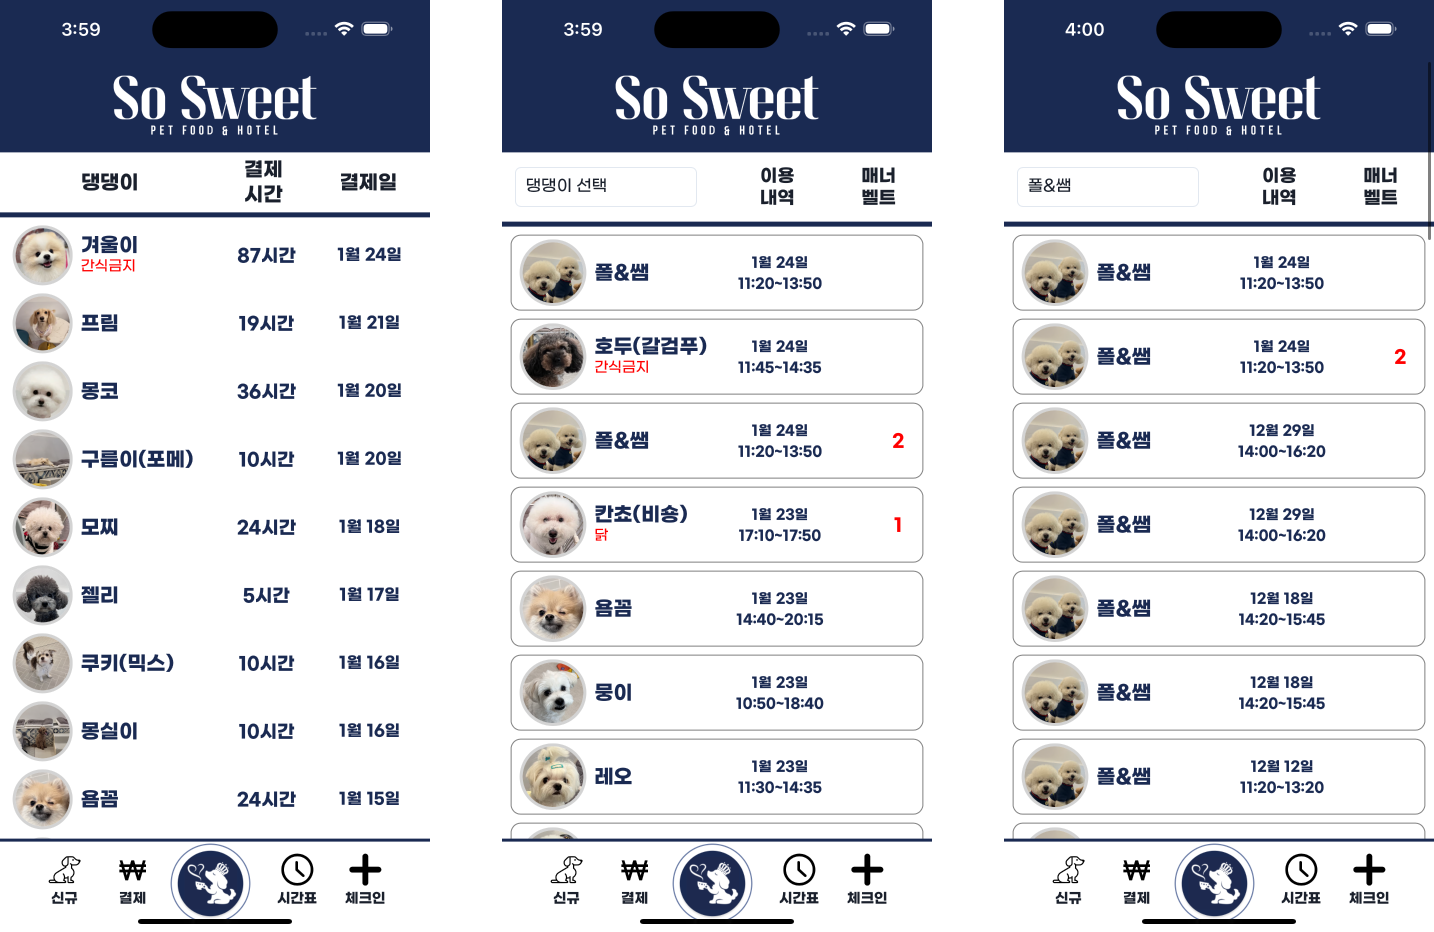 3:59
So Sweet
PET FOOD & HOTEL
댕댕이
결제
시간
결제일
겨울이
간식금지
87시간
1월 24일
프림
19시간
1월 21일
몽코
36시간
1월 20일
구름이(포메)
10시간
1월 20일
모찌
24시간
1월 18일
젤리
5시간
1월 17일
쿠키(믹스)
10시간
1월 16일
몽실이
10시간
1월 16일
욤꼼
24시간
1월 15일
신규
결제
시간표
체크인
3:59
So Sweet
PET FOOD & HOTEL
댕댕이 선택
이용
내역
매너
벨트
폴&쌤
1월 24일
11:20~13:50
호두(갈검푸)
간식금지
1월 24일
11:45~14:35
폴&쌤
1월 24일
11:20~13:50
2
칸쵸(비숑)
닭
1월 23일
17:10~17:50
1
욤꼼
1월 23일
14:40~20:15
뭉이
1월 23일
10:50~18:40
레오
1월 23일
11:30~14:35
신규
결제
시간표
체크인
4:00
So Sweet
PET FOOD & HOTEL
폴&쌤
이용
내역
매너
벨트
폴&쌤
1월 24일
11:20~13:50
폴&쌤
1월 24일
11:20~13:50
2
폴&쌤
12월 29일
14:00~16:20
폴&쌤
12월 29일
14:00~16:20
폴&쌤
12월 18일
14:20~15:45
폴&쌤
12월 18일
14:20~15:45
폴&쌤
12월 12일
11:20~13:20
신규
결제
시간표
체크인